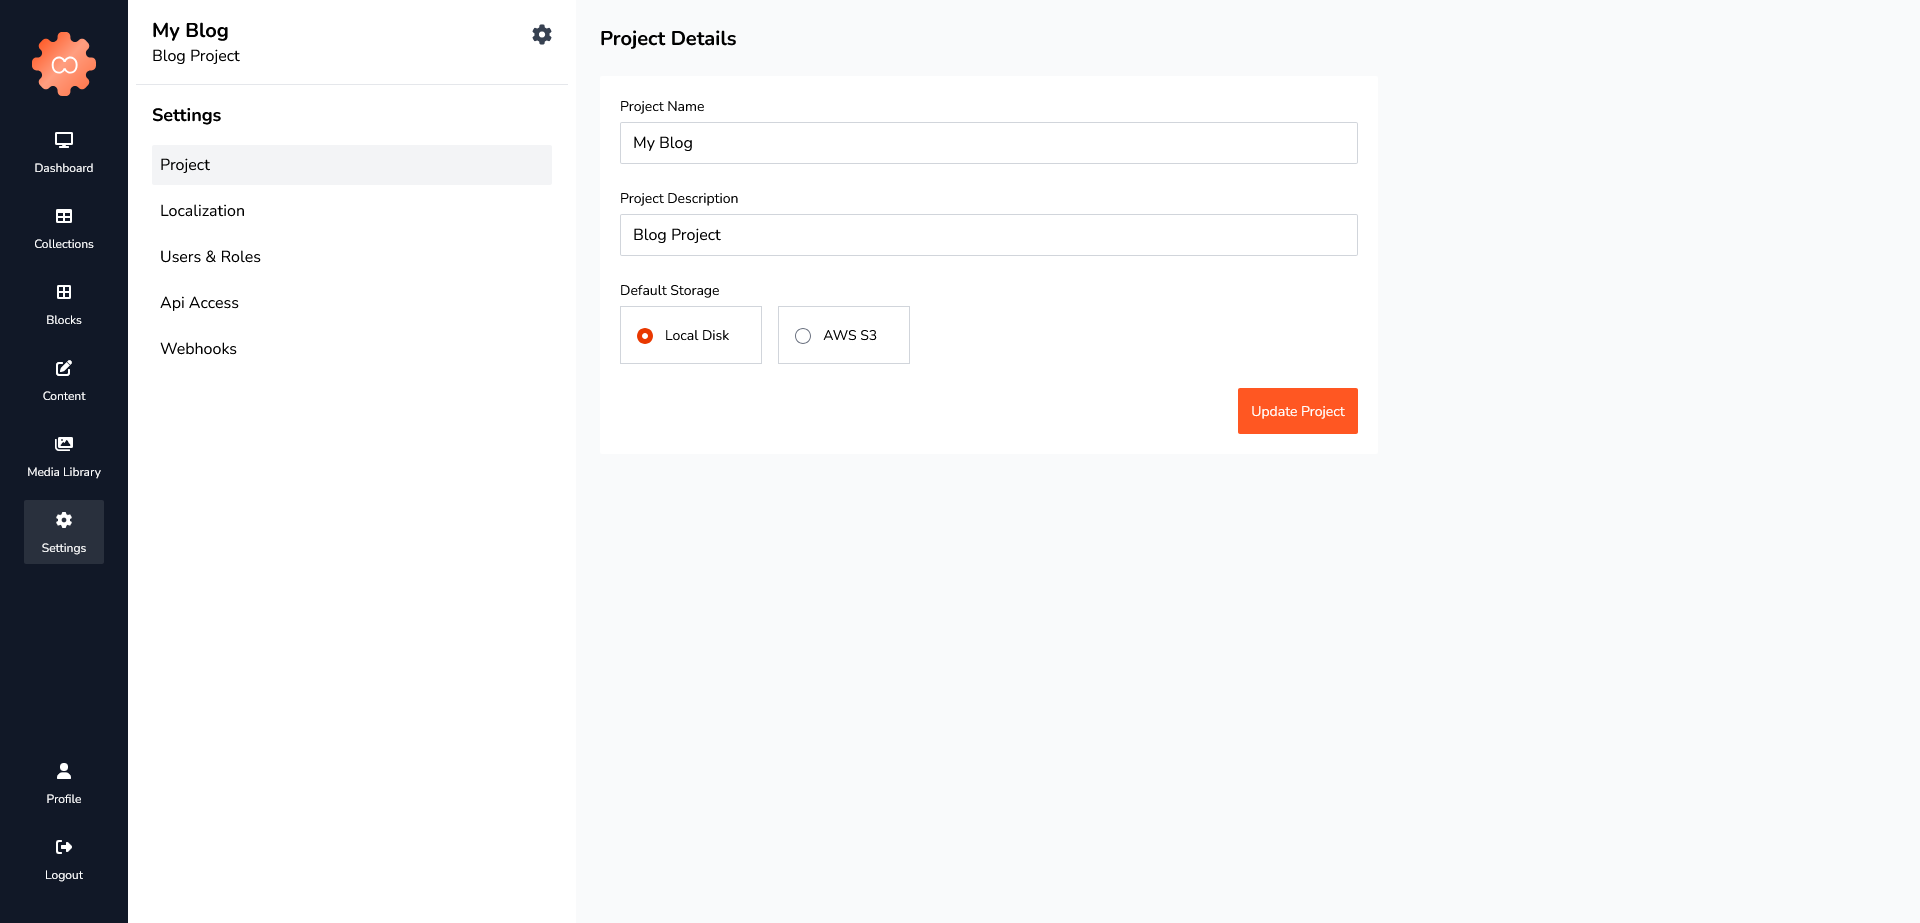 Dashboard
Collections
Blocks
Content
Media Library
Settings
Profile
Logout
My Blog
Blog Project
Settings
Project
Localization
Users & Roles
Api Access
Webhooks
Project Details
Project Name
My Blog
Project Description
Blog Project
Default Storage
Local Disk
AWS S3
Update Project